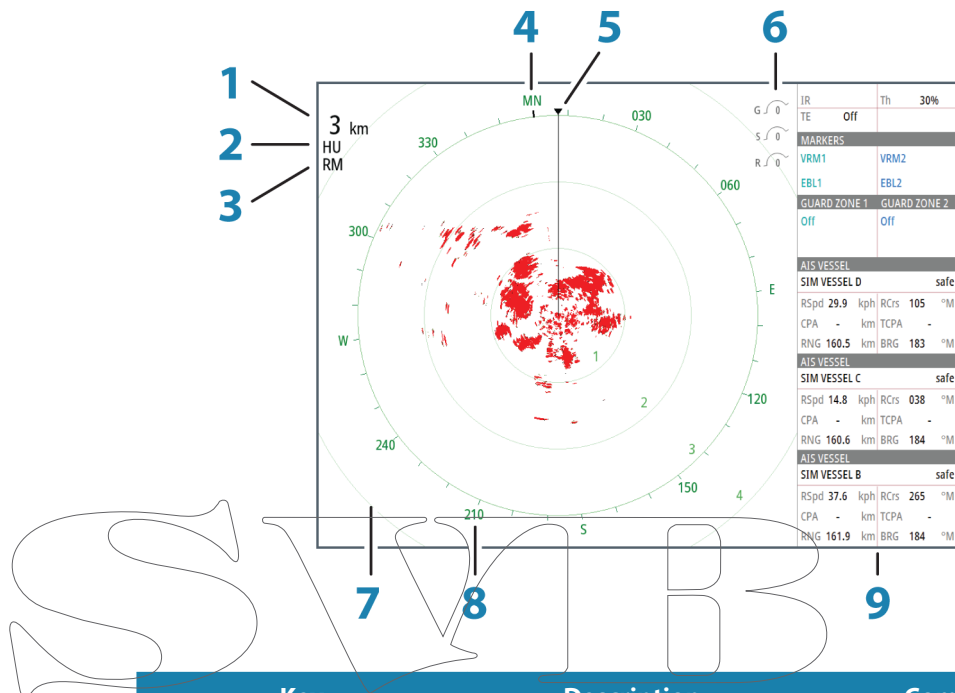 4 5 6
1
2
3
3 km
HU
RM
MN
030
060
E
120
150
S
210
240
W
300
330
1
2
3
4
G 0
S 0
R 0
IR Th 30%
TE Off
MARKERS
VRM1 VRM2
EBL1 EBL2
GUARD ZONE 1 GUARD ZONE 2
Off Off
AIS VESSEL
SIM VESSEL D safe
RSpd 29.9 kph RCrs 105 °M
CPA - km TCPA -
RNG 160.5 km BRG 183 °M
AIS VESSEL
SIM VESSEL C safe
RSpd 14.8 kph RCrs 038 °M
CPA - km TCPA -
RNG 160.6 km BRG 184 °M
AIS VESSEL
SIM VESSEL B safe
RSpd 37.6 kph RCrs 265 °M
CPA - km TCPA -
RNG 161.9 km BRG 184 °M
7 8 9
SVB